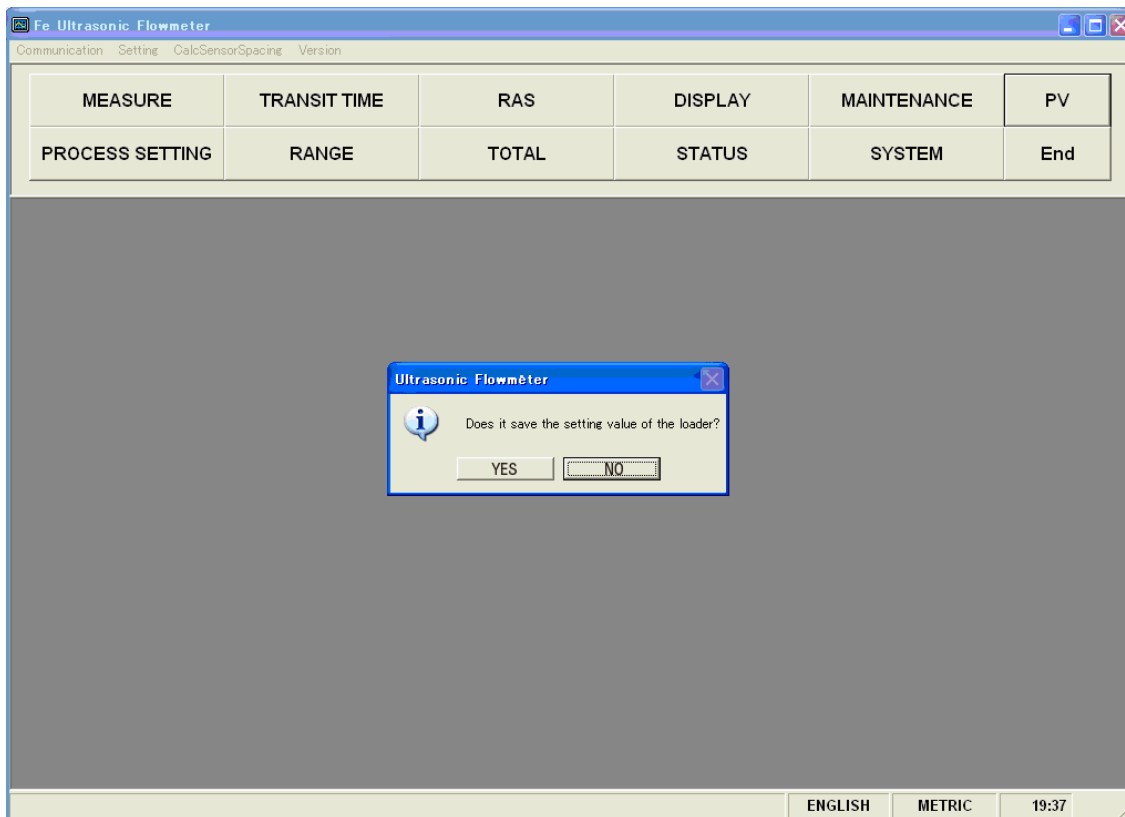 Fe Ultrasonic Flowmeter
Communication Setting CalcSensorSpacing Version
MEASURE TRANSIT TIME RAS DISPLAY MAINTENANCE PV
PROCESS SETTING RANGE TOTAL STATUS SYSTEM End
Ultrasonic Flowmeter
Does it save the setting value of the loader?
YES NO
ENGLISH METRIC 19:37